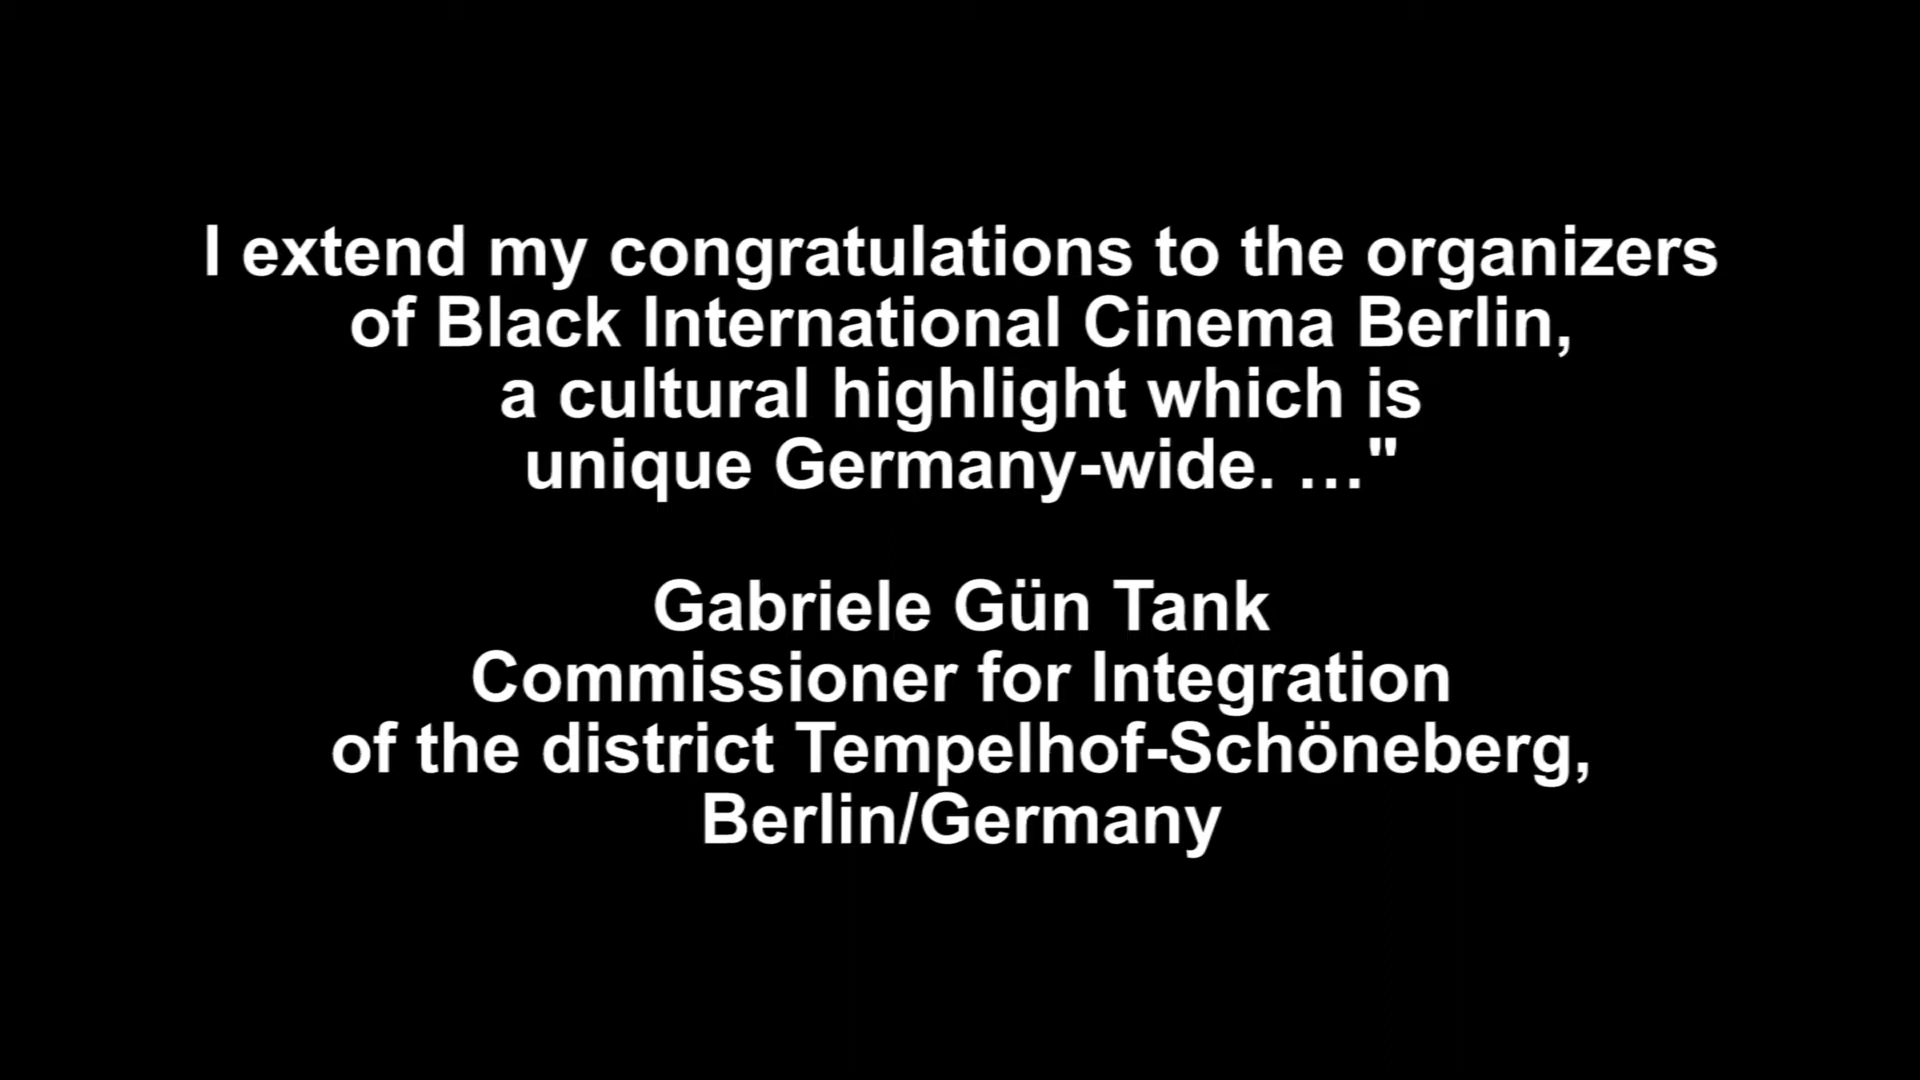 I extend my congratulations to the organizers
of Black International Cinema Berlin,
a cultural highlight which is
unique Germany-wide. …"
Gabriele Gün Tank
Commissioner for Integration
of the district Tempelhof-Schöneberg,
Berlin/Germany